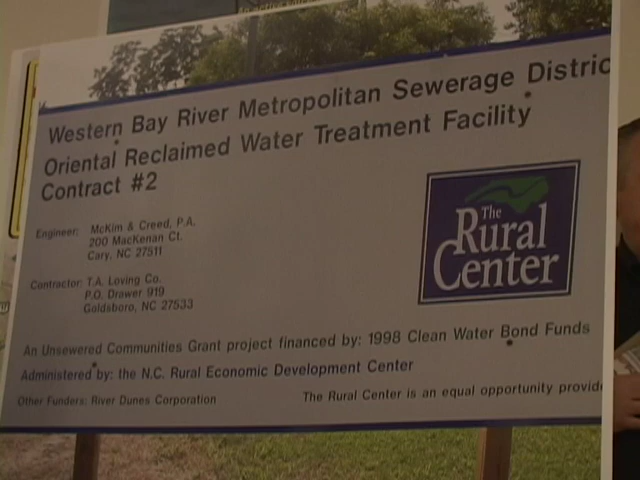 Western Bay River Metropolitan Sewerage Distric
Oriental Reclaimed Water Treatment Facility
Contract #2
Engineer: McKim & Creed, P.A.
200 MacKenan Ct.
Cary, NC 27511
Contractor: T.A. Loving Co.
P.O. Drawer 919
Goldsboro, NC 27533
The
Rural
Center
An Unsewered Communities Grant project financed by: 1998 Clean Water Bond Funds
Administered by: the N.C. Rural Economic Development Center
Other Funders: River Dunes Corporation
The Rural Center is an equal opportunity provide